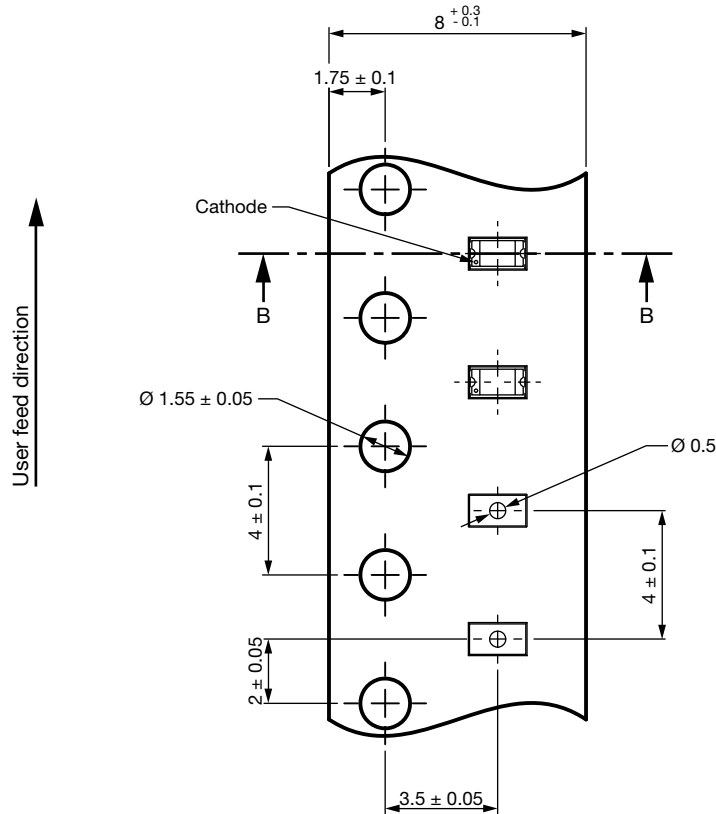 8 + 0.3 - 0.1
1.75 ± 0.1
Cathode
B B
User feed direction
Ø 1.55 ± 0.05
Ø 0.5
4 ± 0.1
4 ± 0.1
2 ± 0.05
3.5 ± 0.05